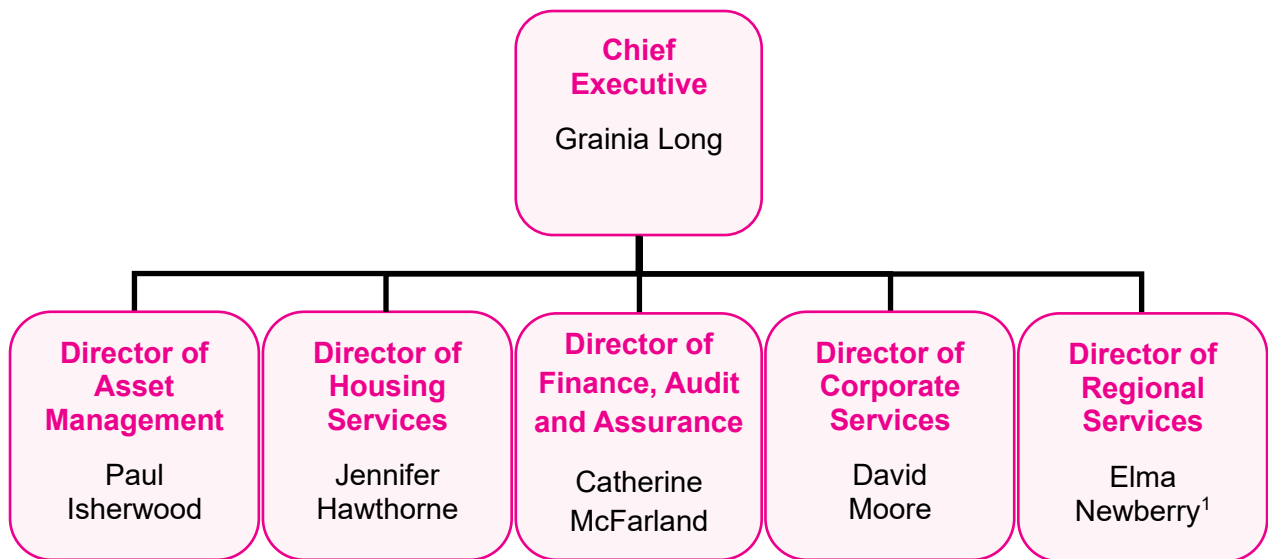 Chief
Executive
Grainia Long
Director of
Asset
Management
Paul
Isherwood
Director of
Housing
Services
Jennifer
Hawthorne
Director of
Finance, Audit
and Assurance
Catherine
McFarland
Director of
Corporate
Services
David
Moore
Director of
Regional
Services
Elma
Newberry¹